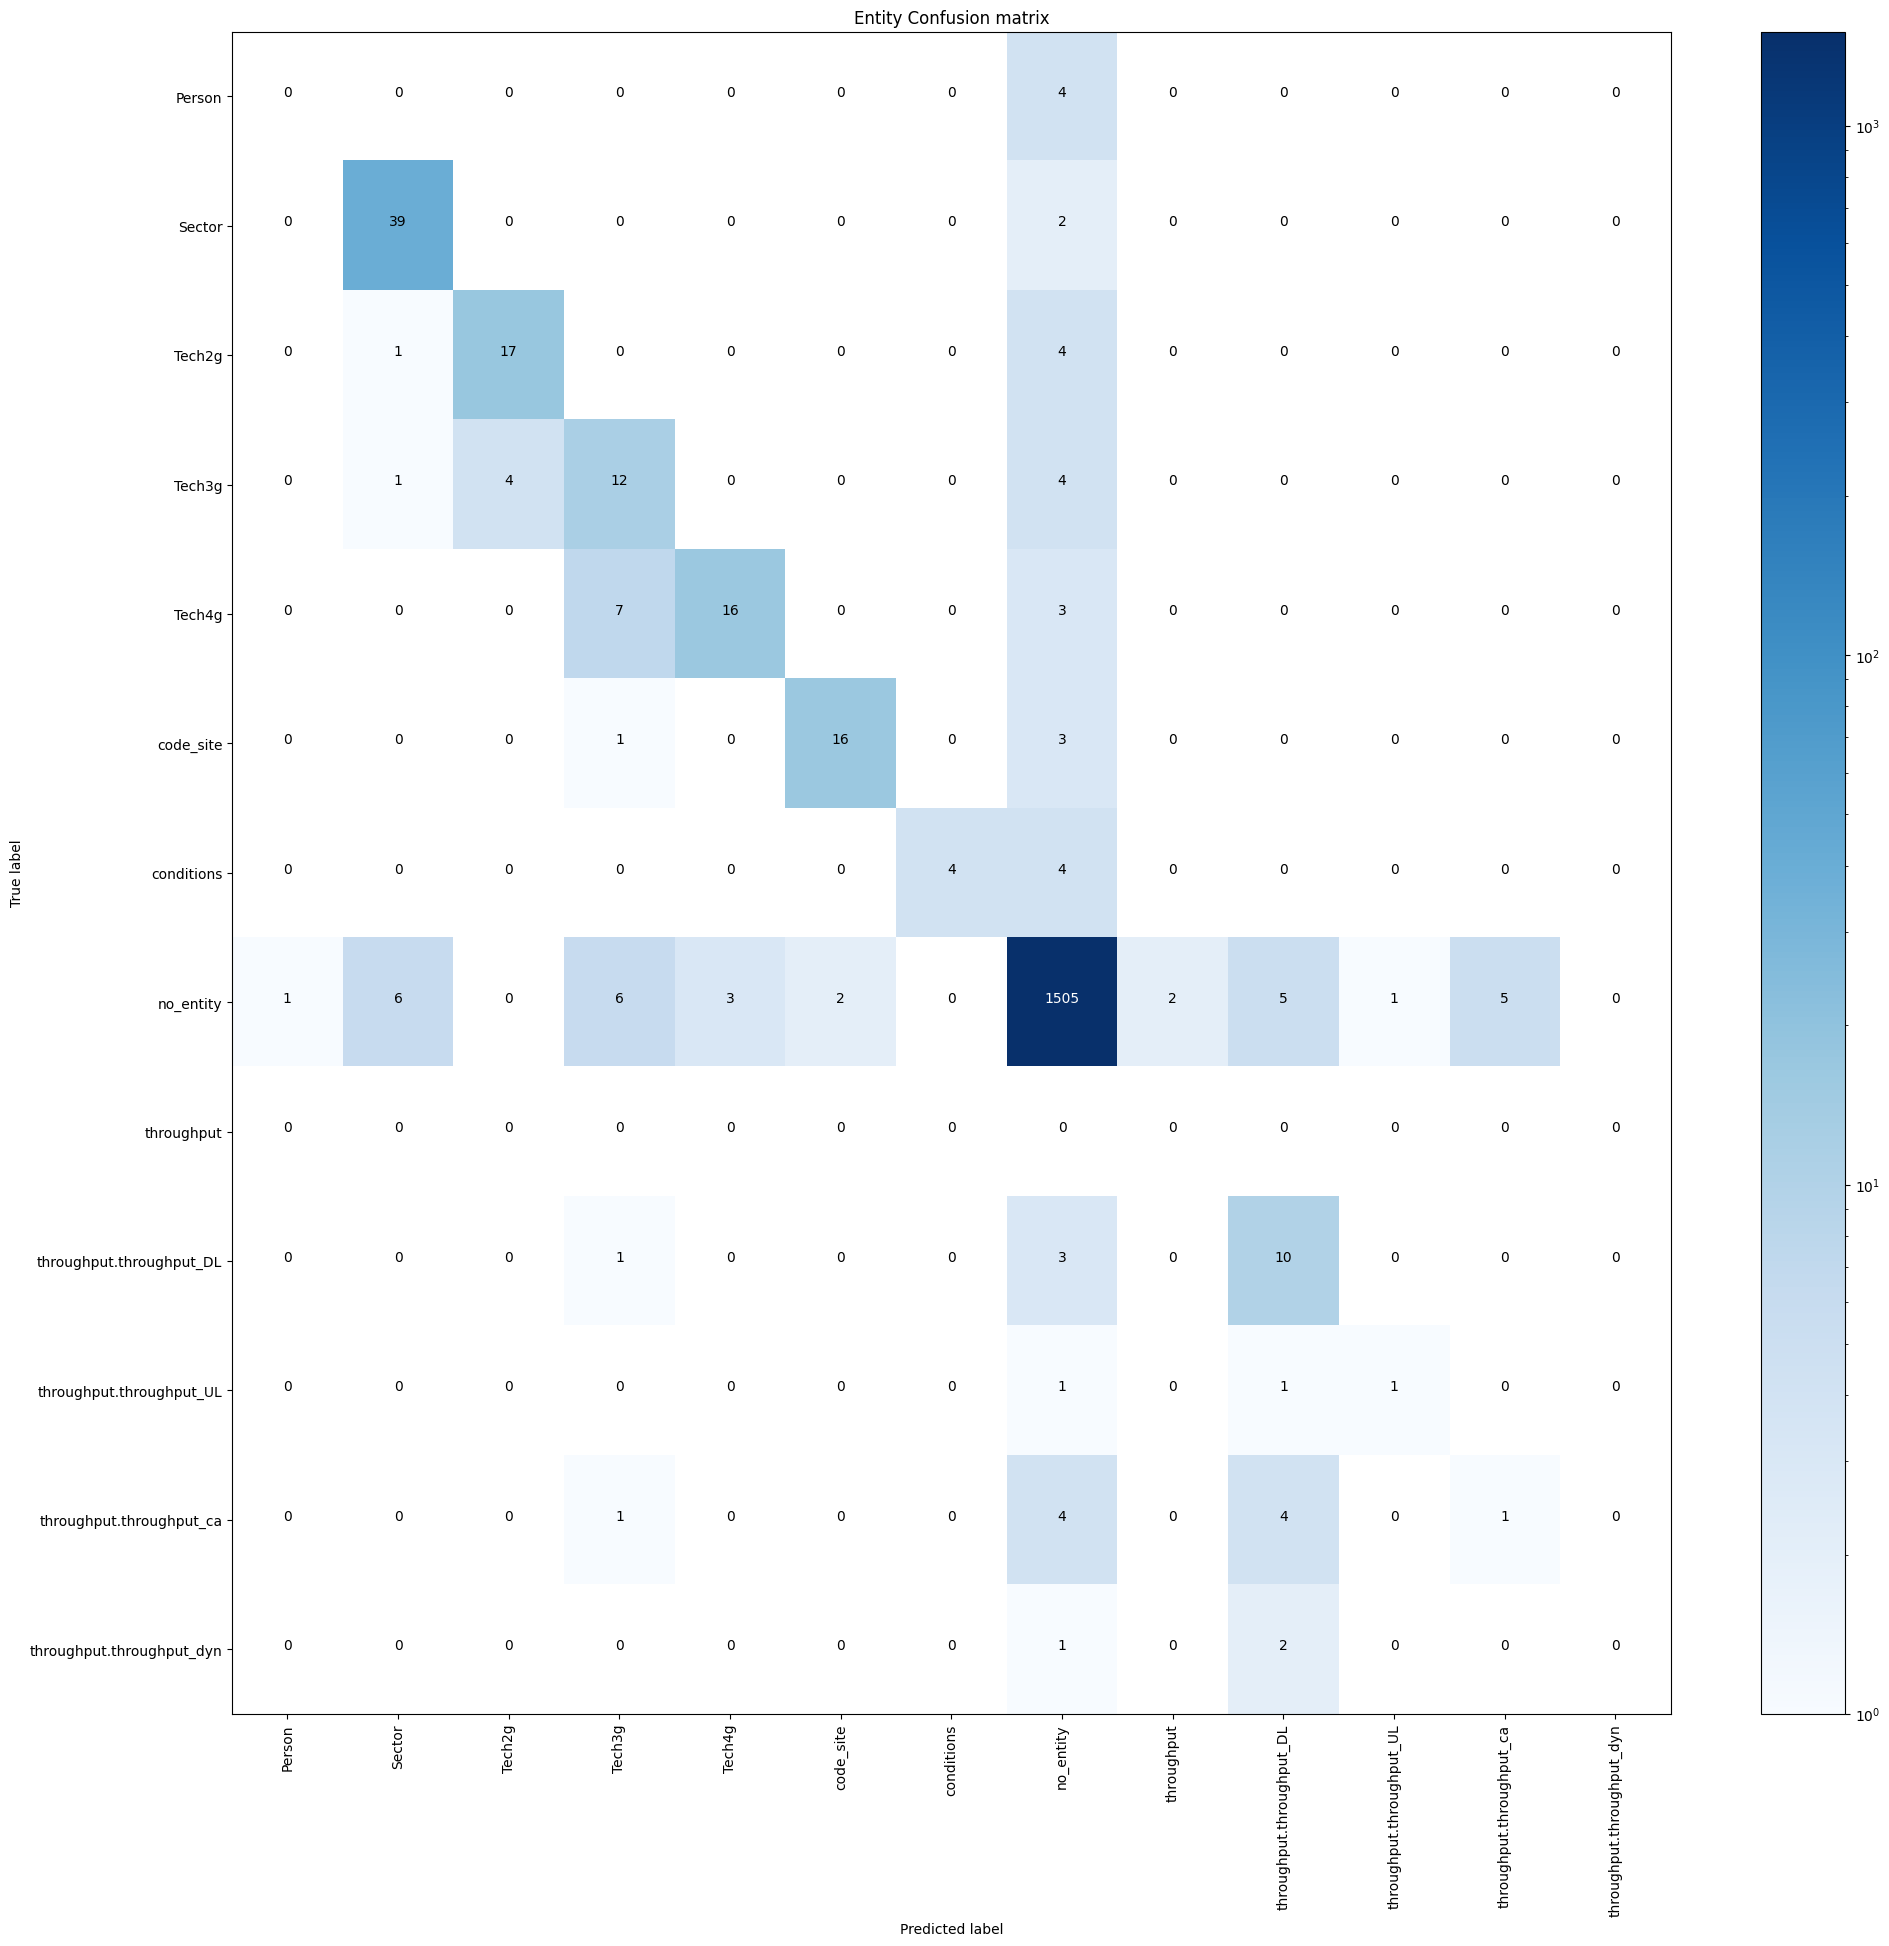 Entity Confusion matrix
Person 0 0 0 0 0 0 0 4 0 0 0 0 0
Sector 0 39 0 0 0 0 0 2 0 0 0 0 0
Tech2g 0 1 17 0 0 0 0 4 0 0 0 0 0
Tech3g 0 1 4 12 0 0 0 4 0 0 0 0 0
Tech4g 0 0 0 7 16 0 0 3 0 0 0 0 0
code_site 0 0 0 1 0 16 0 3 0 0 0 0 0
conditions 0 0 0 0 0 0 4 4 0 0 0 0 0
no_entity 1 6 0 6 3 2 0 1505 2 5 1 5 0
throughput 0 0 0 0 0 0 0 0 0 0 0 0 0
throughput.throughput_DL 0 0 0 1 0 0 0 3 0 10 0 0 0
throughput.throughput_UL 0 0 0 0 0 0 0 1 0 1 1 0 0
throughput.throughput_ca 0 0 0 1 0 0 0 4 0 4 0 1 0
throughput.throughput_dyn 0 0 0 0 0 0 0 1 0 2 0 0 0
True label
Person
Sector
Tech2g
Tech3g
Tech4g
code_site
conditions
no_entity
throughput
throughput.throughput_DL
throughput.throughput_UL
throughput.throughput_ca
throughput.throughput_dyn
Predicted label
10³
10²
10¹
10⁰